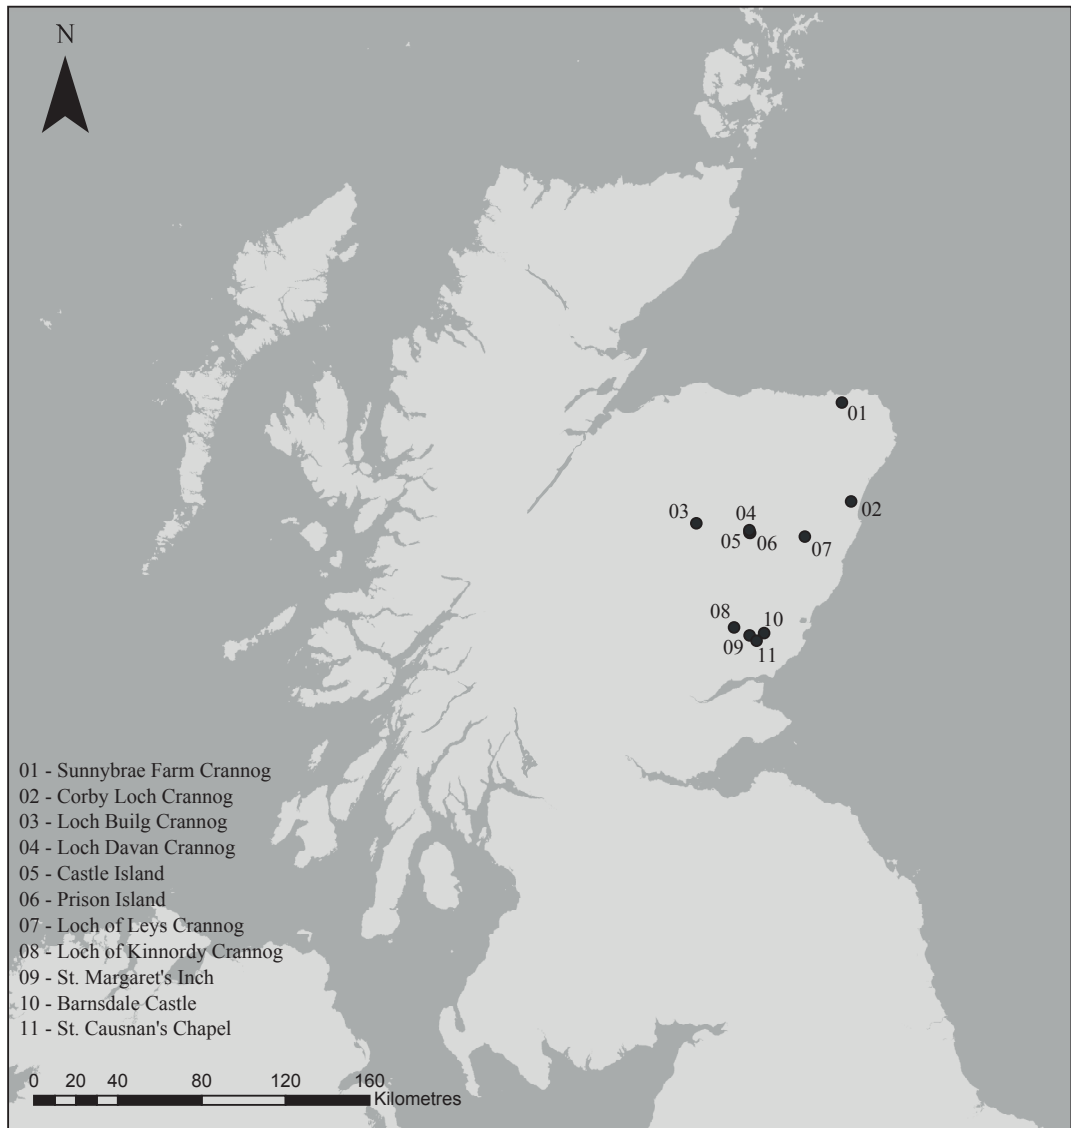 N
01
02
03
04
05
06
07
08
10
09
11
01 - Sunnybrae Farm Crannog
02 - Corby Loch Crannog
03 - Loch Builg Crannog
04 - Loch Davan Crannog
05 - Castle Island
06 - Prison Island
07 - Loch of Leys Crannog
08 - Loch of Kinnordy Crannog
09 - St. Margaret's Inch
10 - Barnsdale Castle
11 - St. Causnan's Chapel
0 20 40 80 120 160
Kilometres